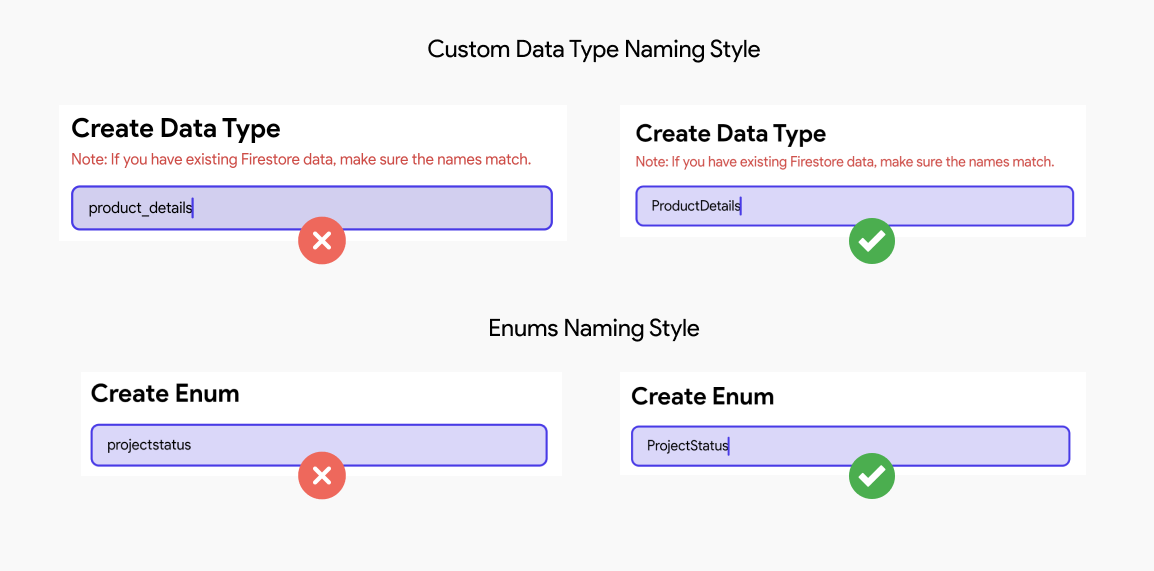 Custom Data Type Naming Style
Create Data Type
Note: If you have existing Firestore data, make sure the names match.
product_details
Create Data Type
Note: If you have existing Firestore data, make sure the names match.
ProductDetails
Enums Naming Style
Create Enum
projectstatus
Create Enum
ProjectStatus